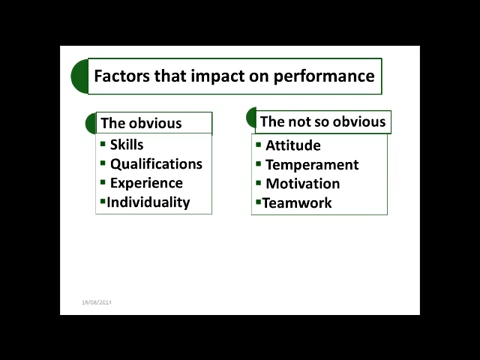 Factors that impact on performance
The obvious
Skills
Qualifications
Experience
Individuality
The not so obvious
Attitude
Temperament
Motivation
Teamwork